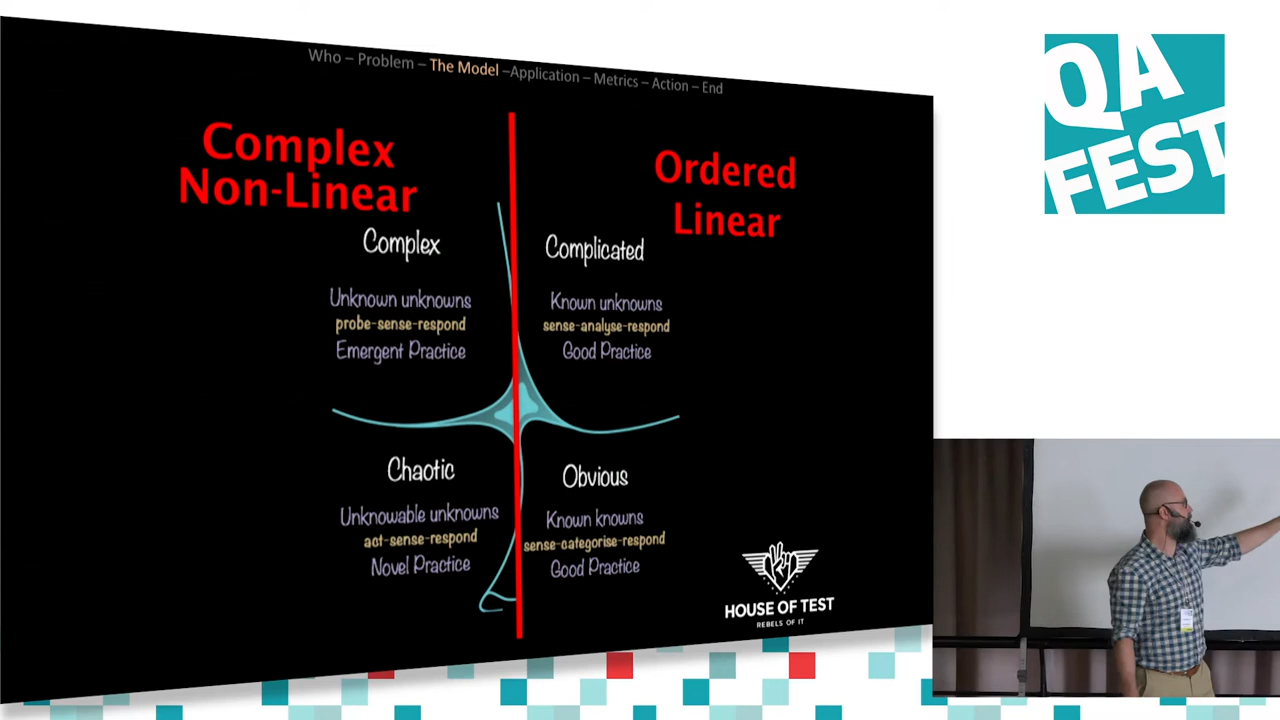 Who – Problem – The Model –Application – Metrics – Action – End
Complex
Non-Linear
Ordered
Linear
Complex
Unknown unknowns
probe-sense-respond
Emergent Practice
Complicated
Known unknowns
sense-analyse-respond
Good Practice
Chaotic
Unknowable unknowns
act-sense-respond
Novel Practice
Obvious
Known knowns
sense-categorise-respond
Good Practice
HOUSE OF TEST
REBELS OF IT
QA
FEST